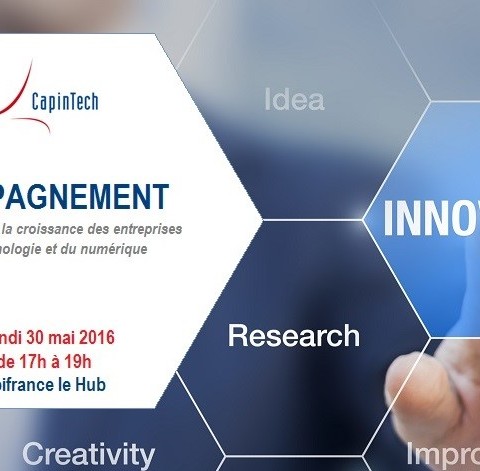 Idea
CapinTech
PAGNEMENT
la croissance des entreprises
nologie et du numérique
INNOV
ndi 30 mai 2016
de 17h à 19h
pifrance le Hub
Research
Creativity
Impro